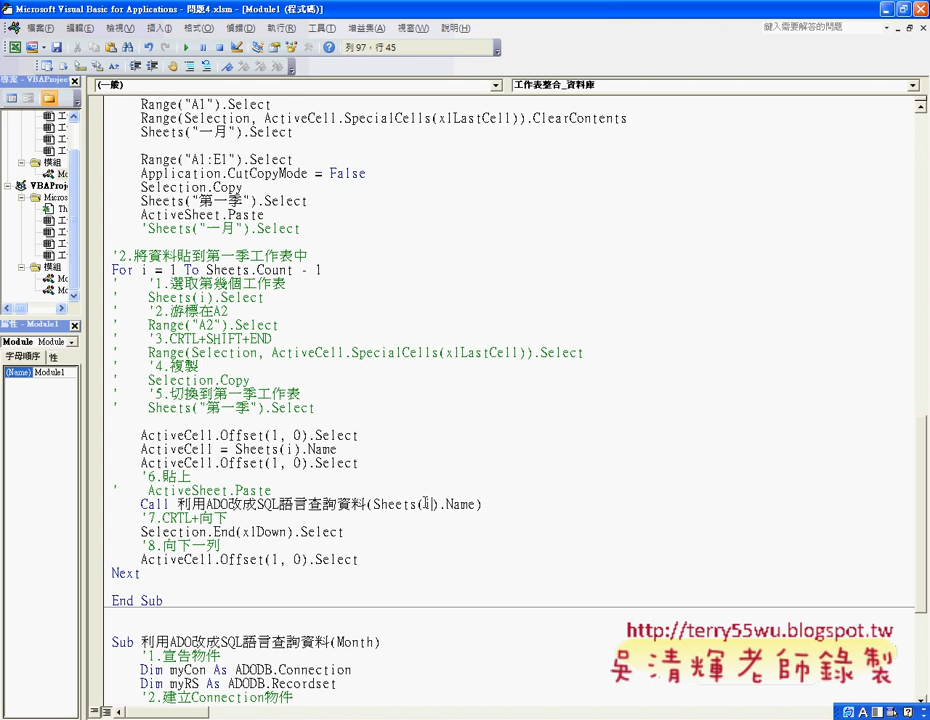 Microsoft Visual Basic for Applications - 問題4.xlsm - [Module1 (程式碼)]
檔案(F) 編輯(E) 檢視(V) 插入(I) 格式(O) 偵錯(D) 執行(R) 工具(T) 增益集(A) 視窗(W) 說明(H)
鍵入需要解答的問題
列 97，行 45
專案 - VBAProject
(一般)
工作表整合_資料庫
模組
VBAProj
Micros
Th
模組
屬性 - Module1
Module Module
字母順序 性
(Name) Module1
Range("A1").Select
Range(Selection, ActiveCell.SpecialCells(xlLastCell)).ClearContents
Sheets("一月").Select
Range("A1:E1").Select
Application.CutCopyMode = False
Selection.Copy
Sheets("第一季").Select
ActiveSheet.Paste
'Sheets("一月").Select
'2.將資料貼到第一季工作表中
For i = 1 To Sheets.Count - 1
' '1.選取第幾個工作表
' Sheets(i).Select
' '2.游標在A2
' Range("A2").Select
' '3.CRTL+SHIFT+END
' Range(Selection, ActiveCell.SpecialCells(xlLastCell)).Select
' '4.複製
' Selection.Copy
' '5.切換到第一季工作表
' Sheets("第一季").Select
ActiveCell.Offset(1, 0).Select
ActiveCell = Sheets(i).Name
ActiveCell.Offset(1, 0).Select
'6.貼上
' ActiveSheet.Paste
Call 利用ADO改成SQL語言查詢資料(Sheets(i).Name)
'7.CRTL+向下
Selection.End(xlDown).Select
'8.向下一列
ActiveCell.Offset(1, 0).Select
Next
End Sub
Sub 利用ADO改成SQL語言查詢資料(Month)
'1.宣告物件
Dim myCon As ADODB.Connection
Dim myRS As ADODB.Recordset
'2.建立Connection物件
http://terry55wu.blogspot.tw
吳清輝老師錄製